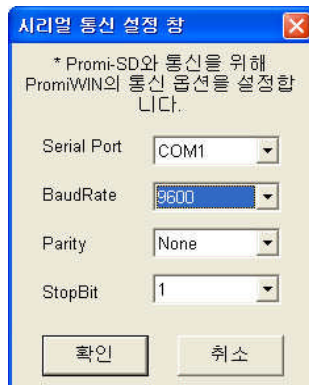 시리얼 통신 설정 창
* Promi-SD와 통신을 위해
PromiWIN의 통신 옵션을 설정합
니다.
Serial Port COM1
BaudRate 9600
Parity None
StopBit 1
확인 취소